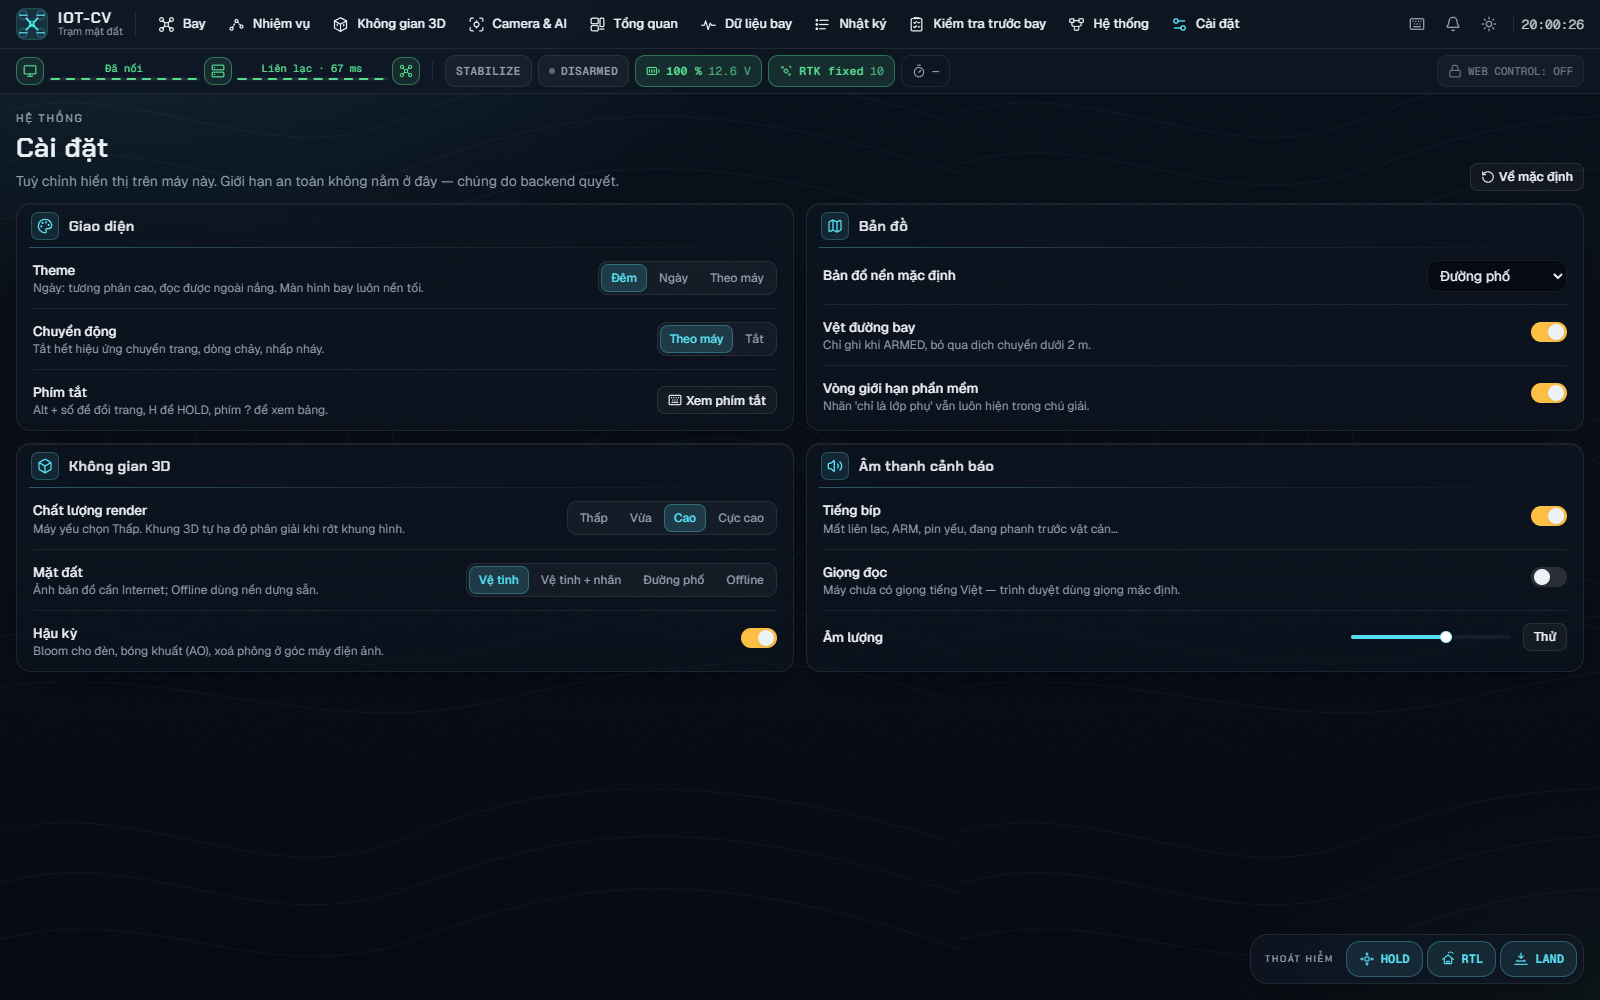 IOT-CV
Trạm mặt đất
Bay
Nhiệm vụ
Không gian 3D
Camera & AI
Tổng quan
Dữ liệu bay
Nhật ký
Kiểm tra trước bay
Hệ thống
Cài đặt
20:00:26
Đã nối
Liên lạc · 67 ms
STABILIZE
DISARMED
100 % 12.6 V
RTK fixed 10
–
WEB CONTROL: OFF
HỆ THỐNG
Cài đặt
Tuỳ chỉnh hiển thị trên máy này. Giới hạn an toàn không nằm ở đây — chúng do backend quyết.
Về mặc định
Giao diện
Theme
Ngày: tương phản cao, đọc được ngoài nắng. Màn hình bay luôn nền tối.
Đêm
Ngày
Theo máy
Chuyển động
Tắt hết hiệu ứng chuyển trang, dòng chảy, nhấp nháy.
Theo máy
Tắt
Phím tắt
Alt + số để đổi trang, H để HOLD, phím ? để xem bảng.
Xem phím tắt
Bản đồ
Bản đồ nền mặc định
Đường phố
Vệt đường bay
Chỉ ghi khi ARMED, bỏ qua dịch chuyển dưới 2 m.
Vòng giới hạn phần mềm
Nhãn 'chỉ là lớp phụ' vẫn luôn hiện trong chú giải.
Không gian 3D
Chất lượng render
Máy yếu chọn Thấp. Khung 3D tự hạ độ phân giải khi rớt khung hình.
Thấp
Vừa
Cao
Cực cao
Mặt đất
Ảnh bản đồ cần Internet; Offline dùng nền dựng sẵn.
Vệ tinh
Vệ tinh + nhãn
Đường phố
Offline
Hậu kỳ
Bloom cho đèn, bóng khuất (AO), xoá phông ở góc máy điện ảnh.
Âm thanh cảnh báo
Tiếng bíp
Mất liên lạc, ARM, pin yếu, đang phanh trước vật cản…
Giọng đọc
Máy chưa có giọng tiếng Việt — trình duyệt dùng giọng mặc định.
Âm lượng
Thử
THOÁT HIỂM
HOLD
RTL
LAND